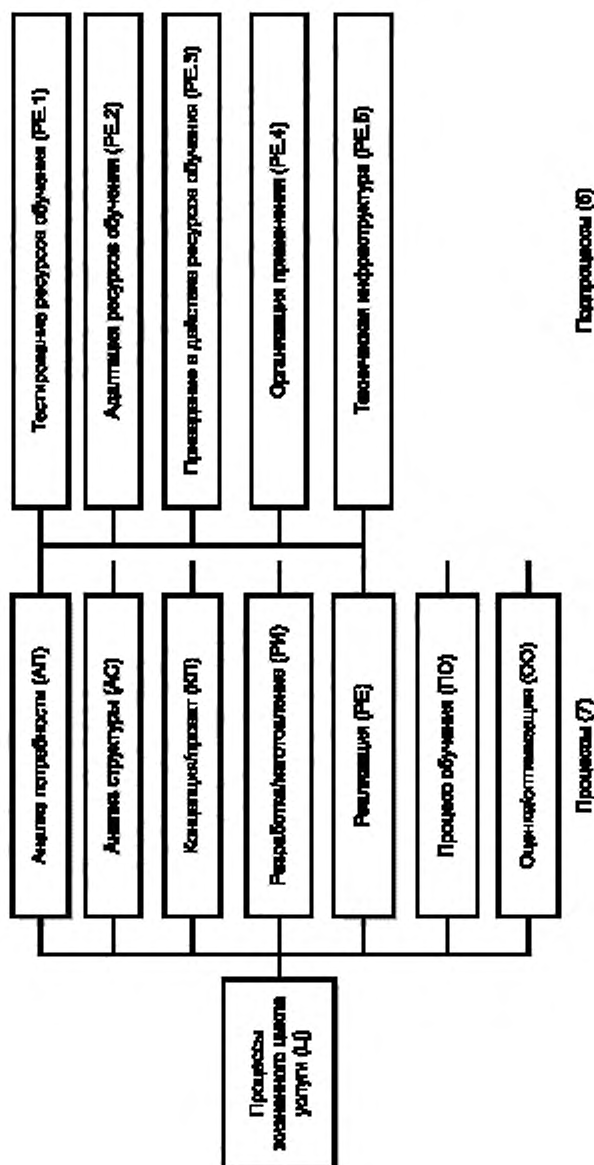 Процессы
жизненного цикла
услуги (Ц)
Анализ потребности (АП)
Анализ структуры (АС)
Концепция/проект (КП)
Разработка/изготовление (РИ)
Реализация (РЕ)
Процесс обучения (ПО)
Оценка/оптимизация (ОО)
Процессы (7)
Тестирование ресурсов обучения (РЕ.1)
Адаптация ресурсов обучения (РЕ.2)
Приведение в действие ресурсов обучения (РЕ.3)
Организация применения (РЕ.4)
Техническая инфраструктура (РЕ.5)
Подпроцессы (5)